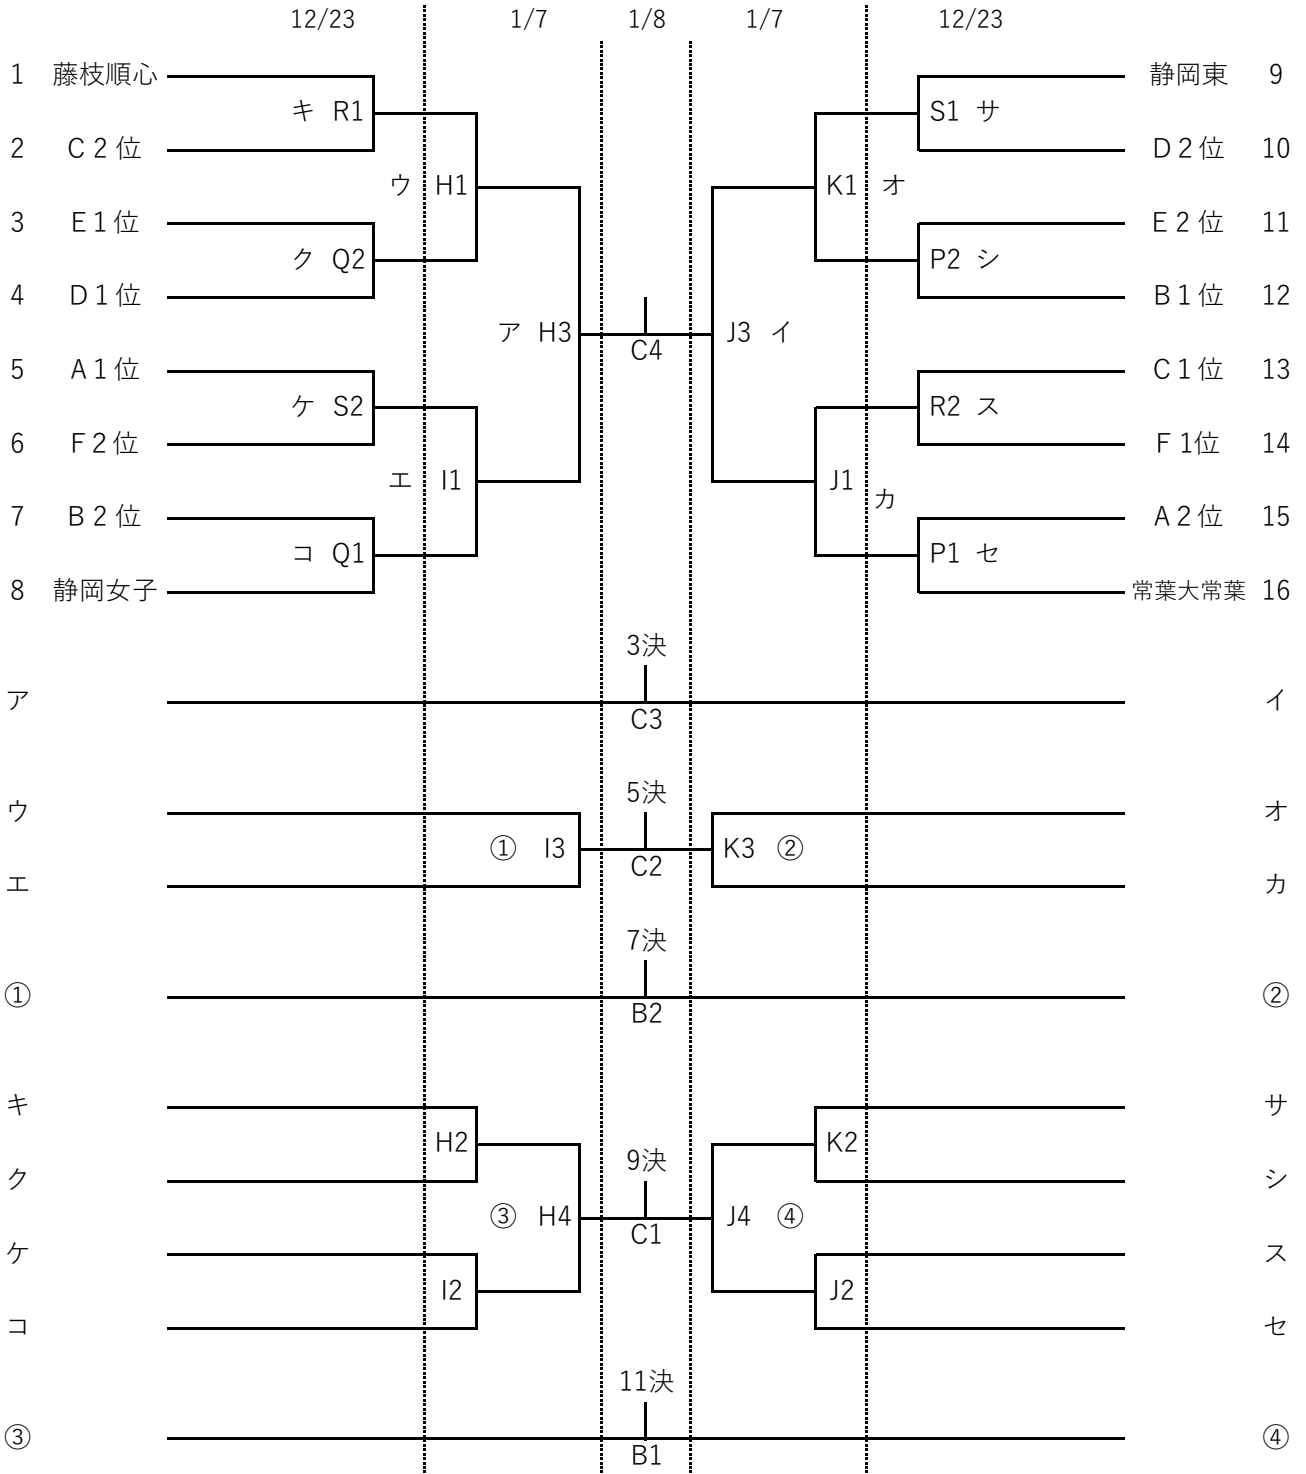 12/23 1/7 1/8 1/7 12/23
1 藤枝順心 静岡東 9
キ R1 S1 サ
2 C２位 D２位 10
ウ H1 K1 オ
3 E１位 E２位 11
ク Q2 P2 シ
4 D１位 B１位 12
ア H3 C4 J3 イ
5 A１位 C１位 13
ケ S2 R2 ス
6 F２位 F 1位 14
エ I1 J1 カ
7 B２位 A２位 15
コ Q1 P1 セ
8 静岡女子 常葉大常葉 16
3決
ア C3 イ
5決
ウ オ
① I3 C2 K3 ②
エ カ
7決
① B2 ②
キ サ
H2 K2
9決
ク シ
③ H4 C1 J4 ④
ケ ス
I2 J2
コ セ
11決
③ B1 ④